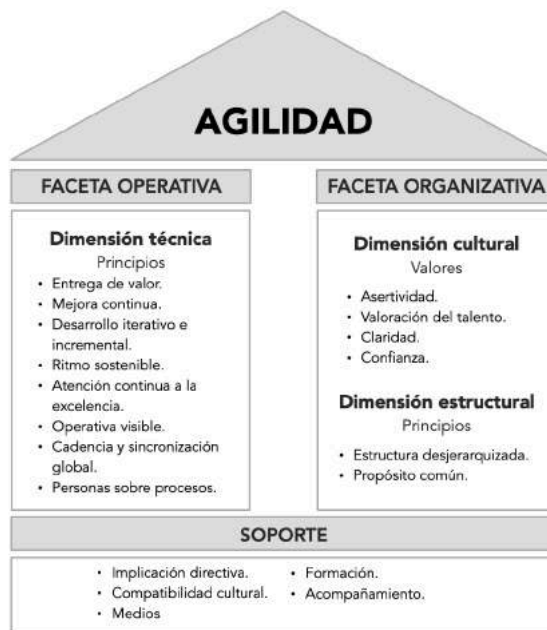 AGILIDAD
FACETA OPERATIVA
Dimensión técnica
Principios
• Entrega de valor.
• Mejora continua.
• Desarrollo iterativo e
incremental.
• Ritmo sostenible.
• Atención continua a la
excelencia.
• Operativa visible.
• Cadencia y sincronización
global.
• Personas sobre procesos.
FACETA ORGANIZATIVA
Dimensión cultural
Valores
• Asertividad.
• Valoración del talento.
• Claridad.
• Confianza.
Dimensión estructural
Principios
• Estructura desjerarquizada.
• Propósito común.
SOPORTE
• Implicación directiva.
• Compatibilidad cultural.
• Medios
• Formación.
• Acompañamiento.